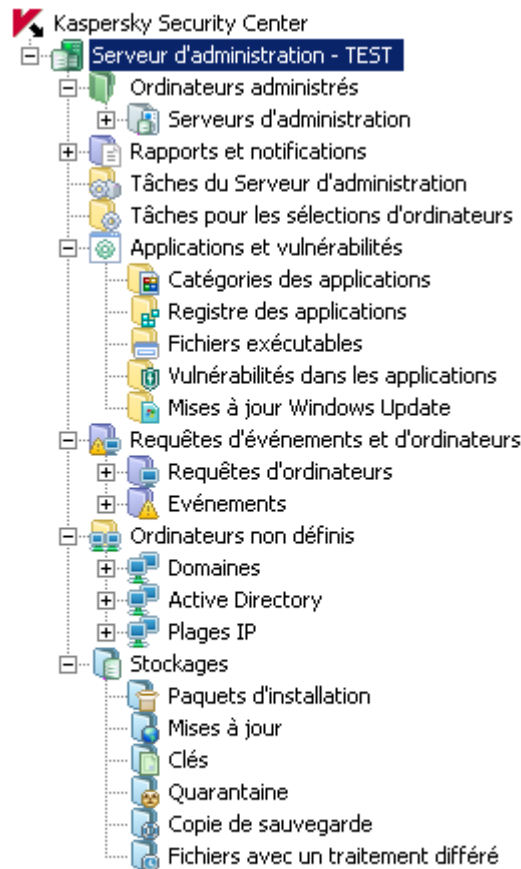 Kaspersky Security Center
Serveur d'administration - TEST
Ordinateurs administrés
Serveurs d'administration
Rapports et notifications
Tâches du Serveur d'administration
Tâches pour les sélections d'ordinateurs
Applications et vulnérabilités
Catégories des applications
Registre des applications
Fichiers exécutables
Vulnérabilités dans les applications
Mises à jour Windows Update
Requêtes d'événements et d'ordinateurs
Requêtes d'ordinateurs
Evénements
Ordinateurs non définis
Domaines
Active Directory
Plages IP
Stockages
Paquets d'installation
Mises à jour
Clés
Quarantaine
Copie de sauvegarde
Fichiers avec un traitement différé